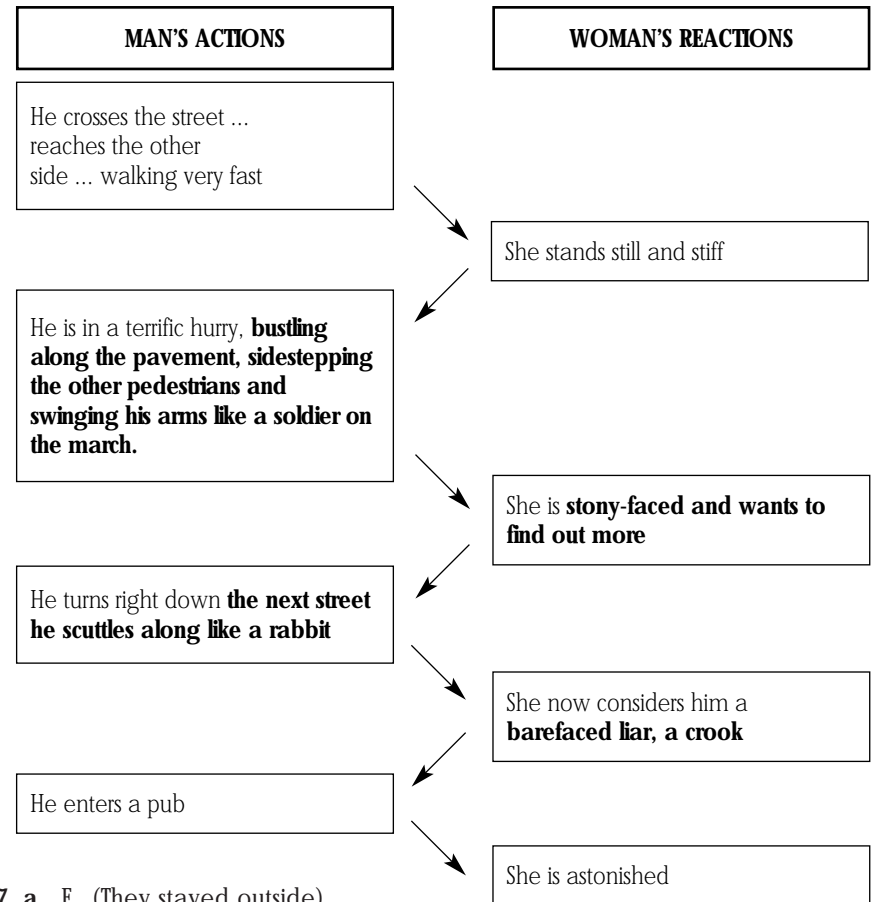 MAN'S ACTIONS
WOMAN'S REACTIONS
He crosses the street ...
reaches the other
side ... walking very fast
She stands still and stiff
He is in a terrific hurry, bustling
along the pavement, sidestepping
the other pedestrians and
swinging his arms like a soldier on
the march.
She is stony-faced and wants to
find out more
He turns right down the next street
he scuttles along like a rabbit
She now considers him a
barefaced liar, a crook
He enters a pub
She is astonished
7 a F (They stayed outside)